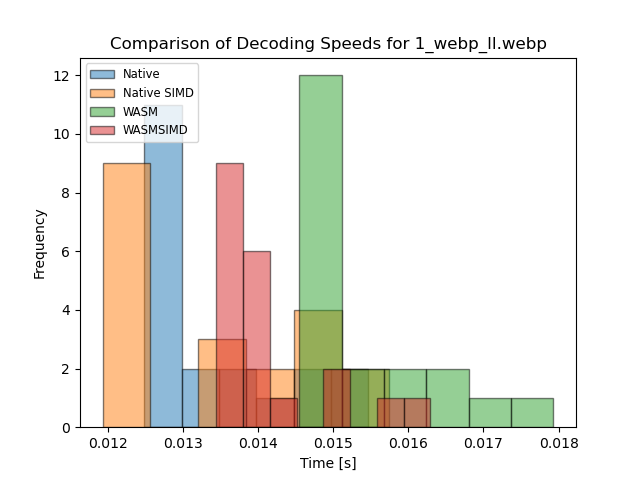 Comparison of Decoding Speeds for 1_webp_ll.webp
Native
Native SIMD
WASM
WASMSIMD
12
10
8
6
4
2
0
Frequency
0.012 0.013 0.014 0.015 0.016 0.017 0.018
Time [s]